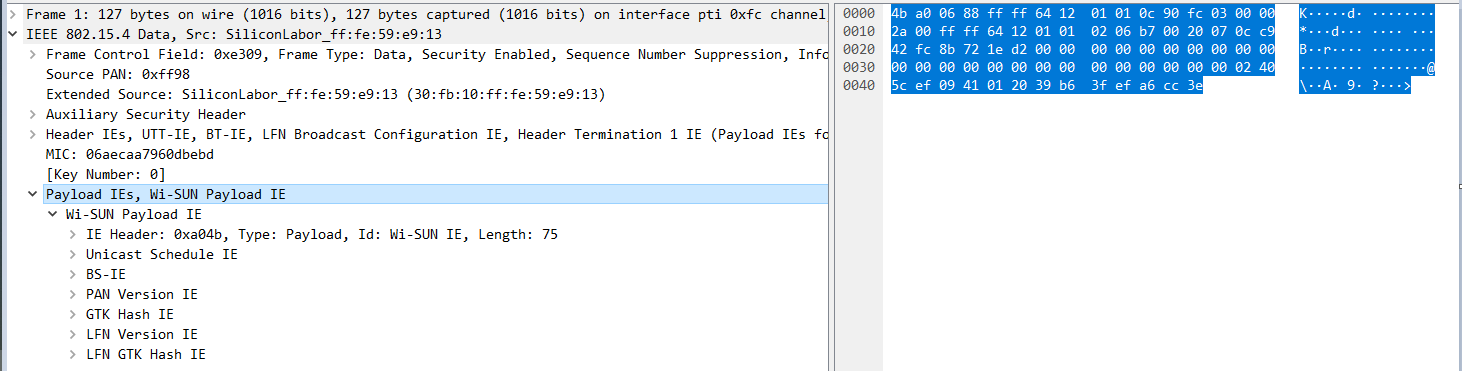 Frame 1: 127 bytes on wire (1016 bits), 127 bytes captured (1016 bits) on interface pti 0xfc channel
IEEE 802.15.4 Data, Src: SiliconLabor_ff:fe:59:e9:13
Frame Control Field: 0xe309, Frame Type: Data, Security Enabled, Sequence Number Suppression, Info
Source PAN: 0xff98
Extended Source: SiliconLabor_ff:fe:59:e9:13 (30:fb:10:ff:fe:59:e9:13)
Auxiliary Security Header
Header IEs, UTT-IE, BT-IE, LFN Broadcast Configuration IE, Header Termination 1 IE (Payload IEs fo
MIC: 06aecaa7960dbebd
[Key Number: 0]
Payload IEs, Wi-SUN Payload IE
Wi-SUN Payload IE
IE Header: 0xa04b, Type: Payload, Id: Wi-SUN IE, Length: 75
Unicast Schedule IE
BS-IE
PAN Version IE
GTK Hash IE
LFN Version IE
LFN GTK Hash IE
0000 4b a0 06 88 ff ff 64 12 01 01 0c 90 fc 03 00 00 K·····d· ········
0010 2a 00 ff ff 64 12 01 01 02 06 b7 00 20 07 0c c9 *···d··· ···· ···
0020 42 fc 8b 72 1e d2 00 00 00 00 00 00 00 00 00 00 B··r···· ········
0030 00 00 00 00 00 00 00 00 00 00 00 00 00 00 02 40 ········ ·······@
0040 5c ef 09 41 01 20 39 b6 3f ef a6 cc 3e \··A· 9· ?···>